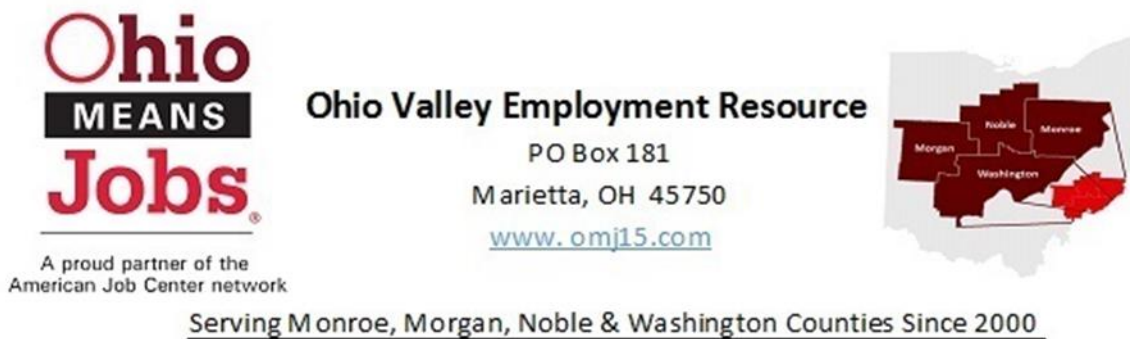 Ohio
MEANS
Jobs®
A proud partner of the
American Job Center network
Ohio Valley Employment Resource
PO Box 181
Marietta, OH 45750
www. omj15.com
Noble
Monroe
Morgan
Washington
Serving Monroe, Morgan, Noble & Washington Counties Since 2000